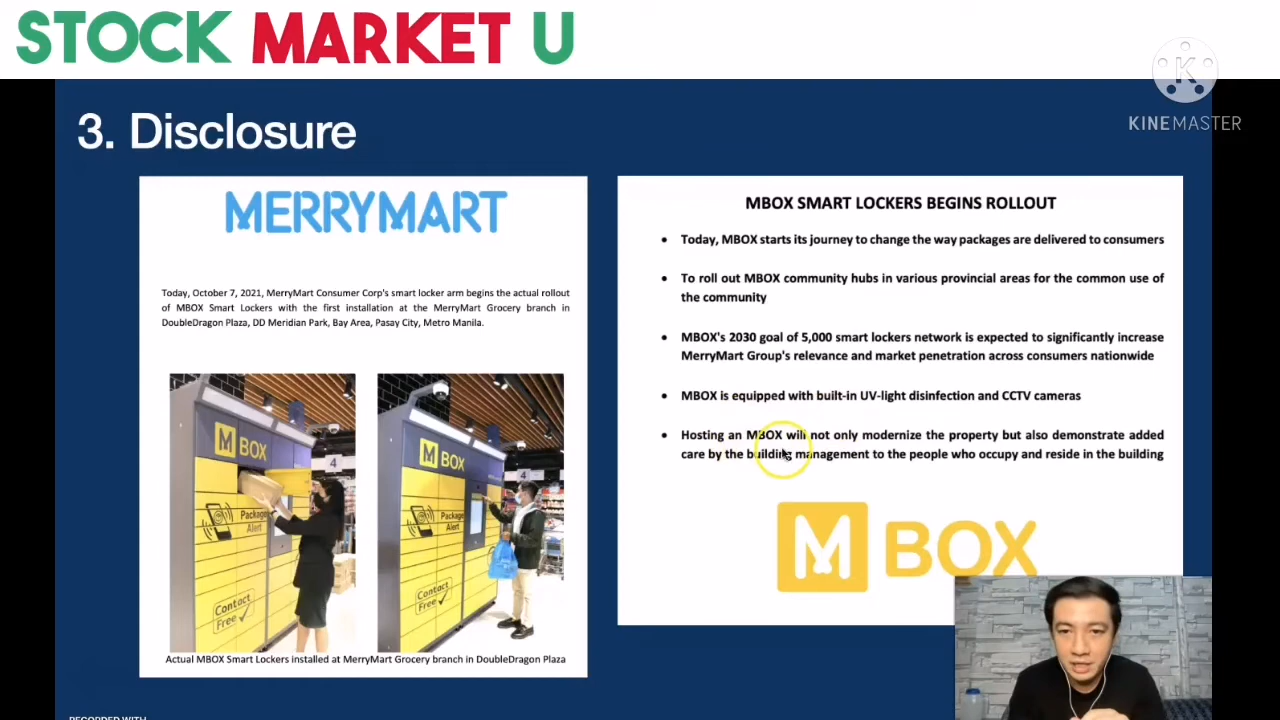 STOCK MARKET U
KINEMASTER
3. Disclosure
MERRYMART
Today, October 7, 2021, MerryMart Consumer Corp's smart locker arm begins the actual rollout
of MBOX Smart Lockers with the first installation at the MerryMart Grocery branch in
DoubleDragon Plaza, DD Meridian Park, Bay Area, Pasay City, Metro Manila.
M BOX
4
Package
Alert
Contact
Free
M BOX
4
Package
Alert
Contact
Free
Actual MBOX Smart Lockers installed at MerryMart Grocery branch in DoubleDragon Plaza
MBOX SMART LOCKERS BEGINS ROLLOUT
• Today, MBOX starts its journey to change the way packages are delivered to consumers
• To roll out MBOX community hubs in various provincial areas for the common use of
the community
• MBOX's 2030 goal of 5,000 smart lockers network is expected to significantly increase
MerryMart Group's relevance and market penetration across consumers nationwide
• MBOX is equipped with built-in UV-light disinfection and CCTV cameras
• Hosting an MBOX will not only modernize the property but also demonstrate added
care by the building management to the people who occupy and reside in the building
M BOX
RECORDED WITH